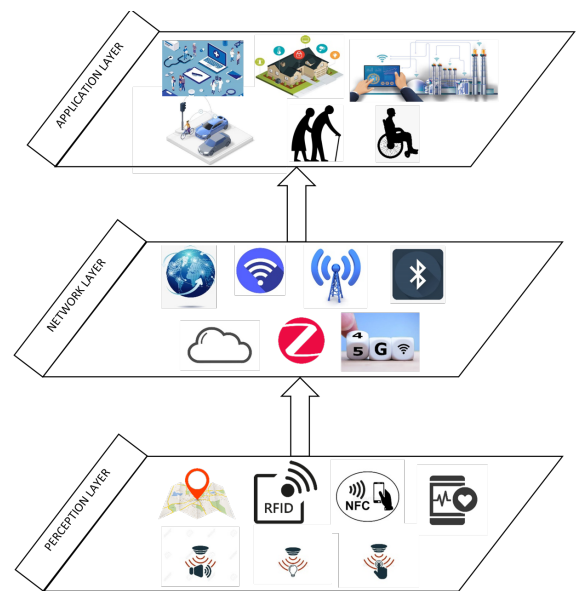 APPLICATION LAYER
NETWORK LAYER
4
5 G
PERCEPTION LAYER
RFID
NFC